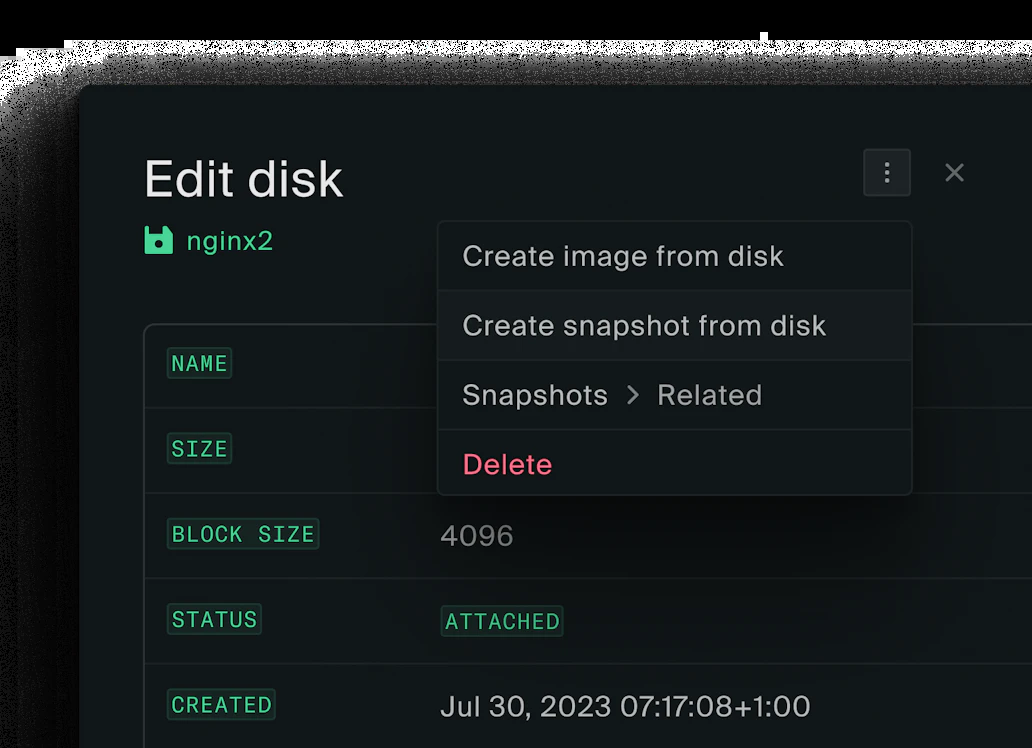 Edit disk
nginx2
Create image from disk
Create snapshot from disk
Snapshots > Related
Delete
NAME
SIZE
BLOCK SIZE 4096
STATUS ATTACHED
CREATED Jul 30, 2023 07:17:08+1:00